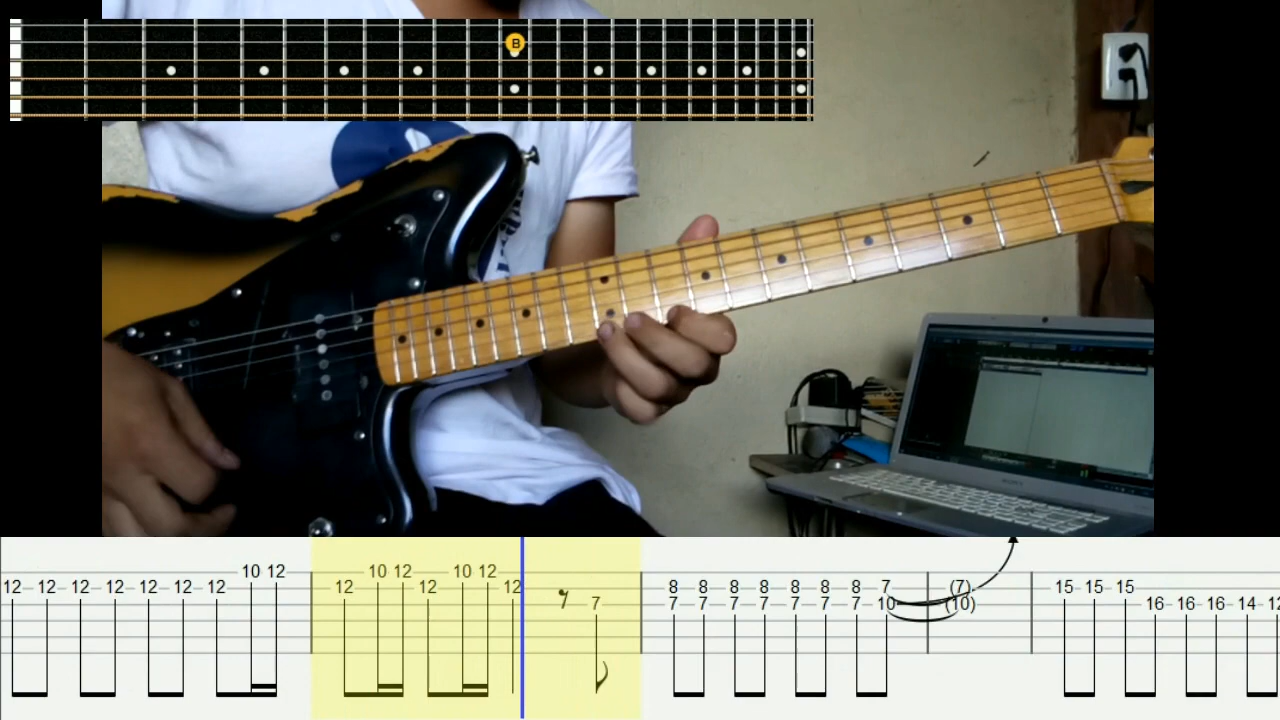 B
10 12 10 12 10 12
12 12 12 12 12 12 12 12 12 12 8 8 8 8 8 8 8 7 (7) 15 15 15
7 7 7 7 7 7 7 7 10 (10) 16 16 16 14
SONY